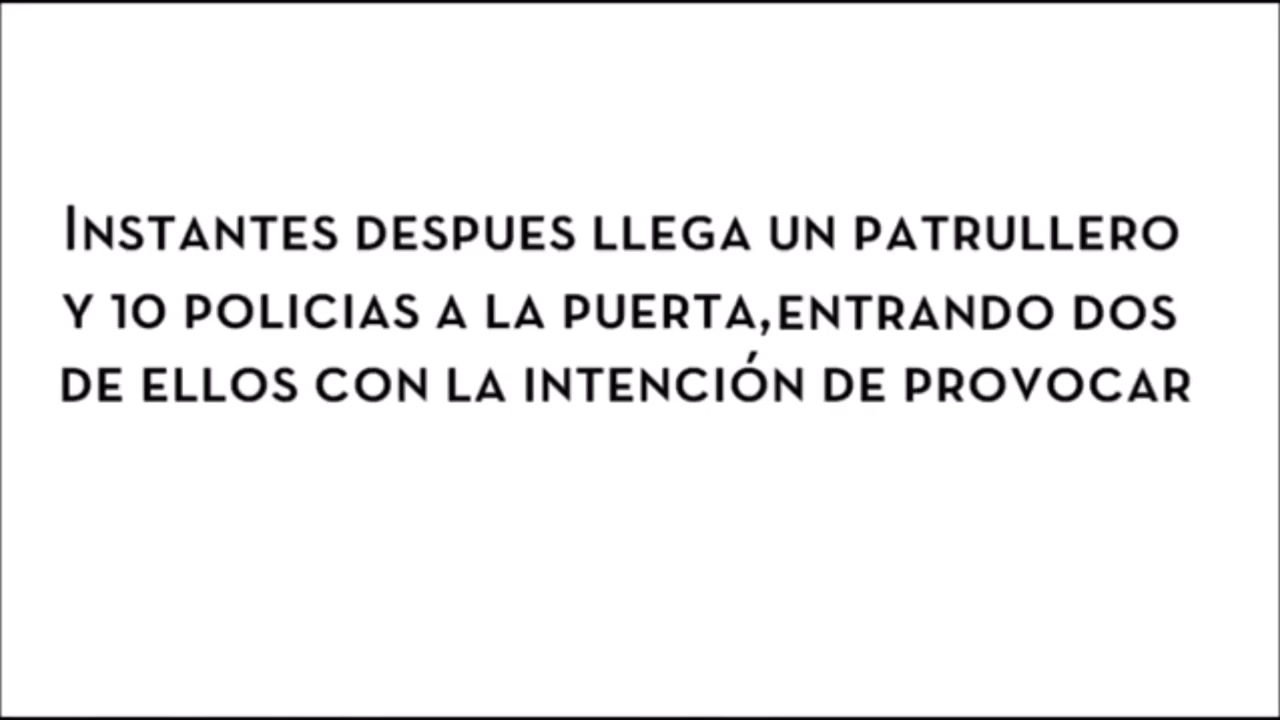 Instantes despues llega un patrullero
y 10 policias a la puerta,entrando dos
de ellos con la intención de provocar